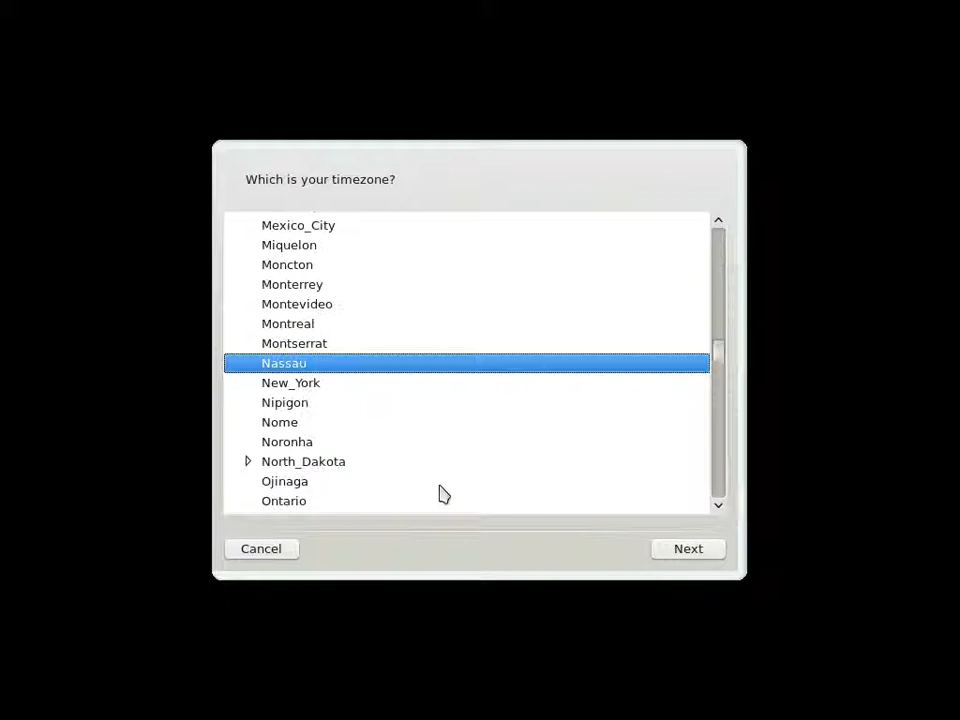 Which is your timezone?
Mexico_City
Miquelon
Moncton
Monterrey
Montevideo
Montreal
Montserrat
Nassau
New_York
Nipigon
Nome
Noronha
North_Dakota
Ojinaga
Ontario
Cancel
Next